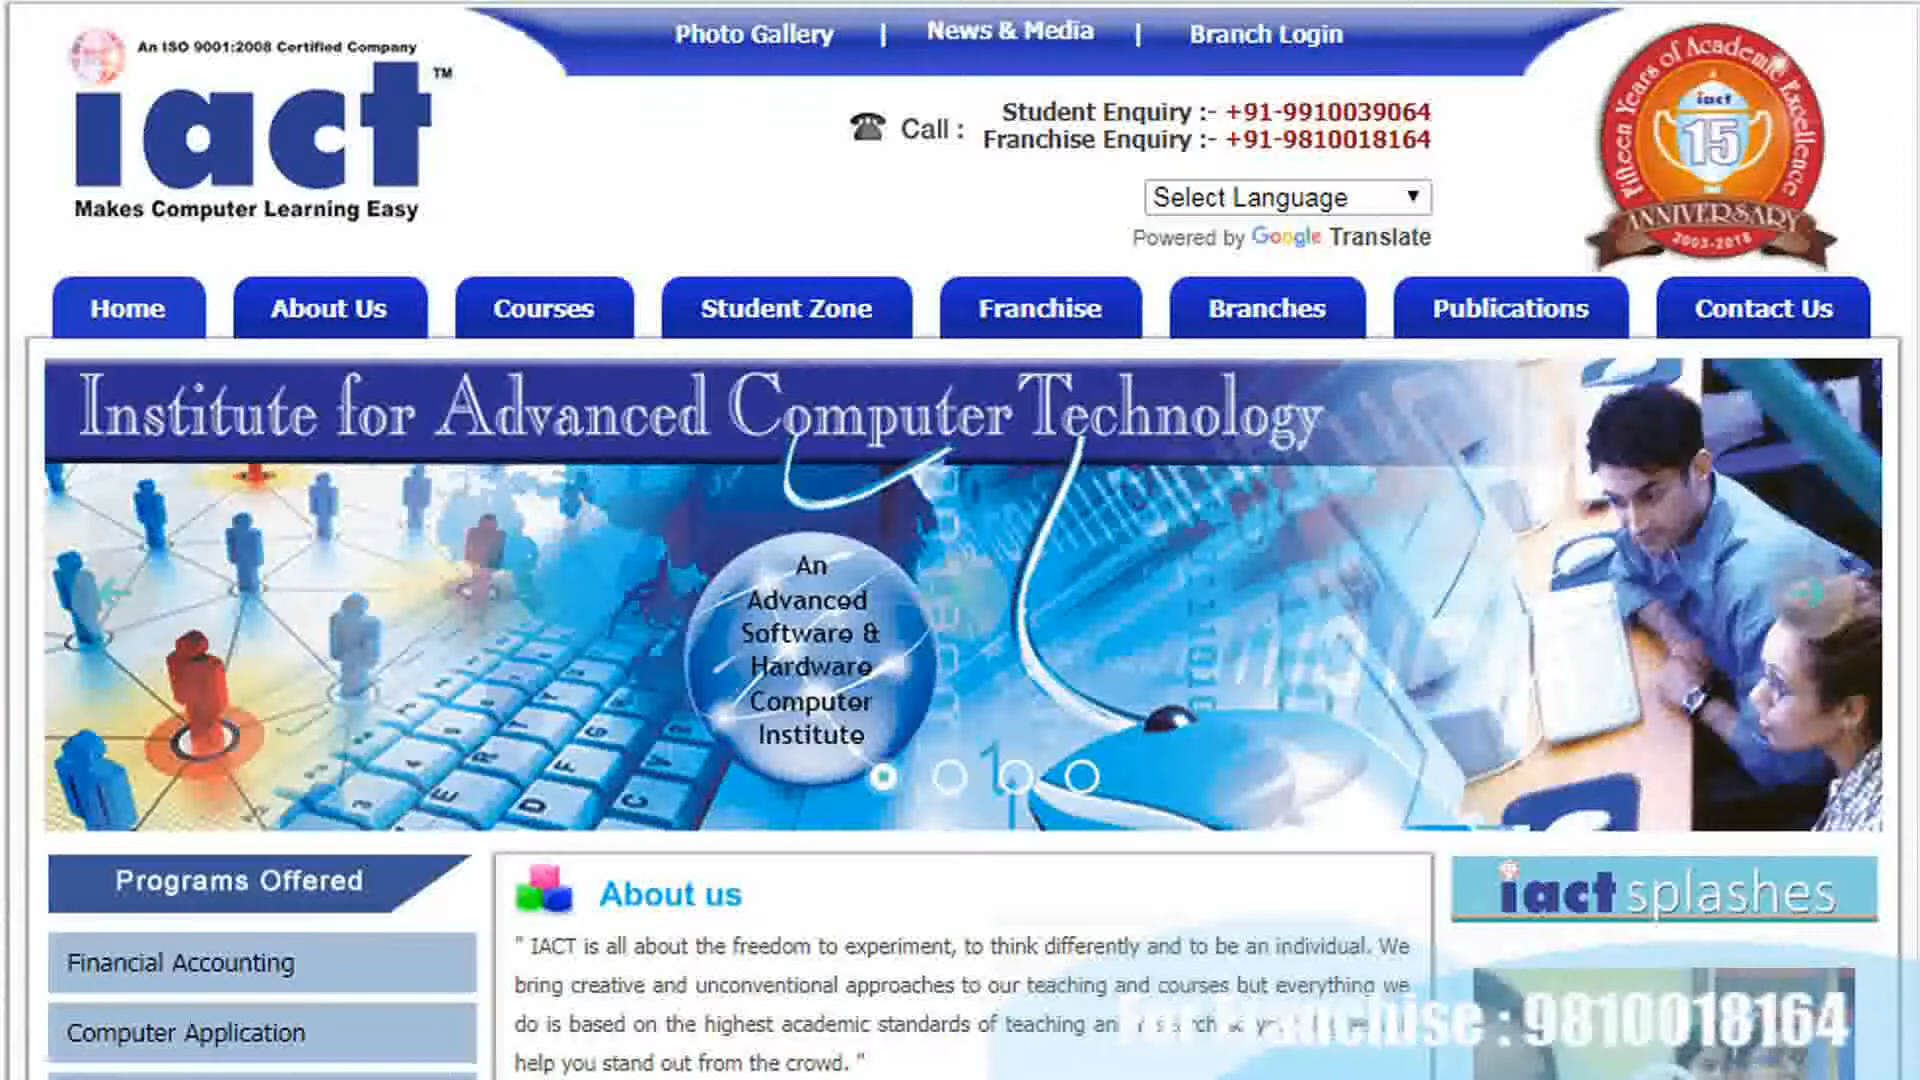 Photo Gallery | News & Media | Branch Login
An ISO 9001:2008 Certified Company
iact TM
Makes Computer Learning Easy
Call :
Student Enquiry :- +91-9910039064
Franchise Enquiry :- +91-9810018164
Select Language
Powered by Google Translate
Fifteen Years of Academic Excellence
iact
15
ANNIVERSARY
2003-2018
Home
About Us
Courses
Student Zone
Franchise
Branches
Publications
Contact Us
Institute for Advanced Computer Technology
An
Advanced
Software &
Hardware
Computer
Institute
Programs Offered
Financial Accounting
Computer Application
About us
" IACT is all about the freedom to experiment, to think differently and to be an individual. We
bring creative and unconventional approaches to our teaching and courses but everything we
do is based on the highest academic standards of teaching
help you stand out from the crowd. "
iact splashes
For Franchise : 9810018164